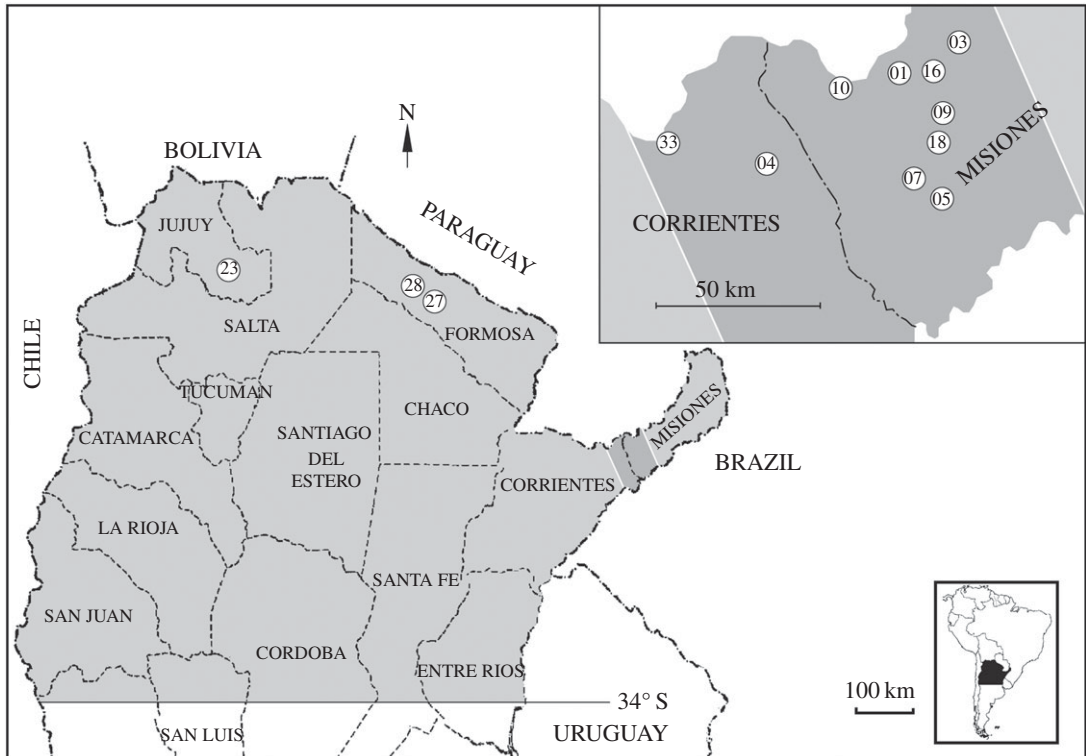 03
01
16
10
09
33
18
04
07
05
MISIONES
CORRIENTES
50 km
N
BOLIVIA
PARAGUAY
JUJUY
23
28
27
SALTA
FORMOSA
CHILE
TUCUMAN
CHACO
MISIONES
CATAMARCA
SANTIAGO
DEL
ESTERO
BRAZIL
CORRIENTES
LA RIOJA
SANTA FE
SAN JUAN
CORDOBA
ENTRE RIOS
34° S
100 km
SAN LUIS
URUGUAY